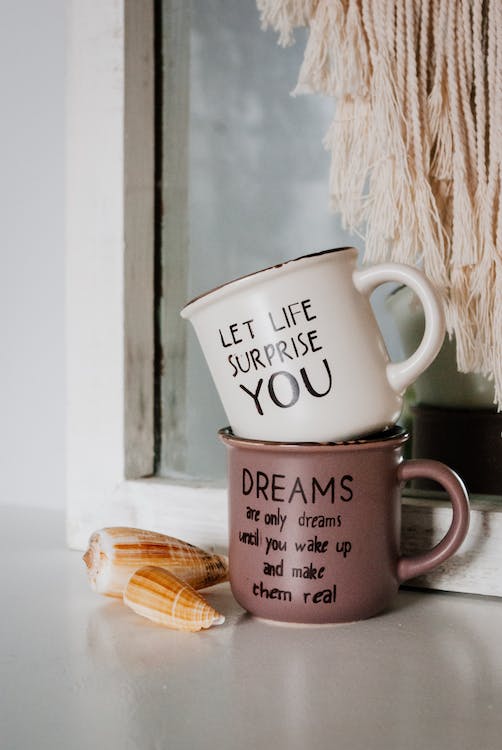 LET LIFE
SURPRISE
YOU
DREAMS
are only dreams
until you wake up
and make
them real